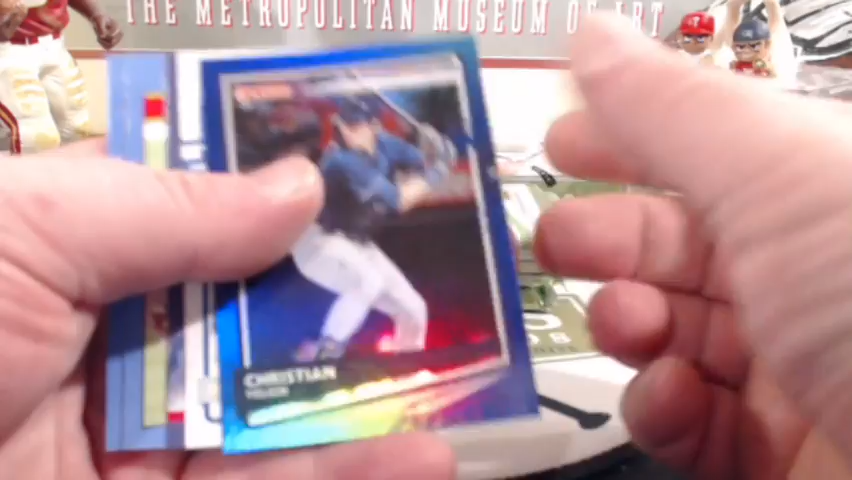 THE METROPOLITAN MUSEUM OF ART
CHRISTIAN
YELICH